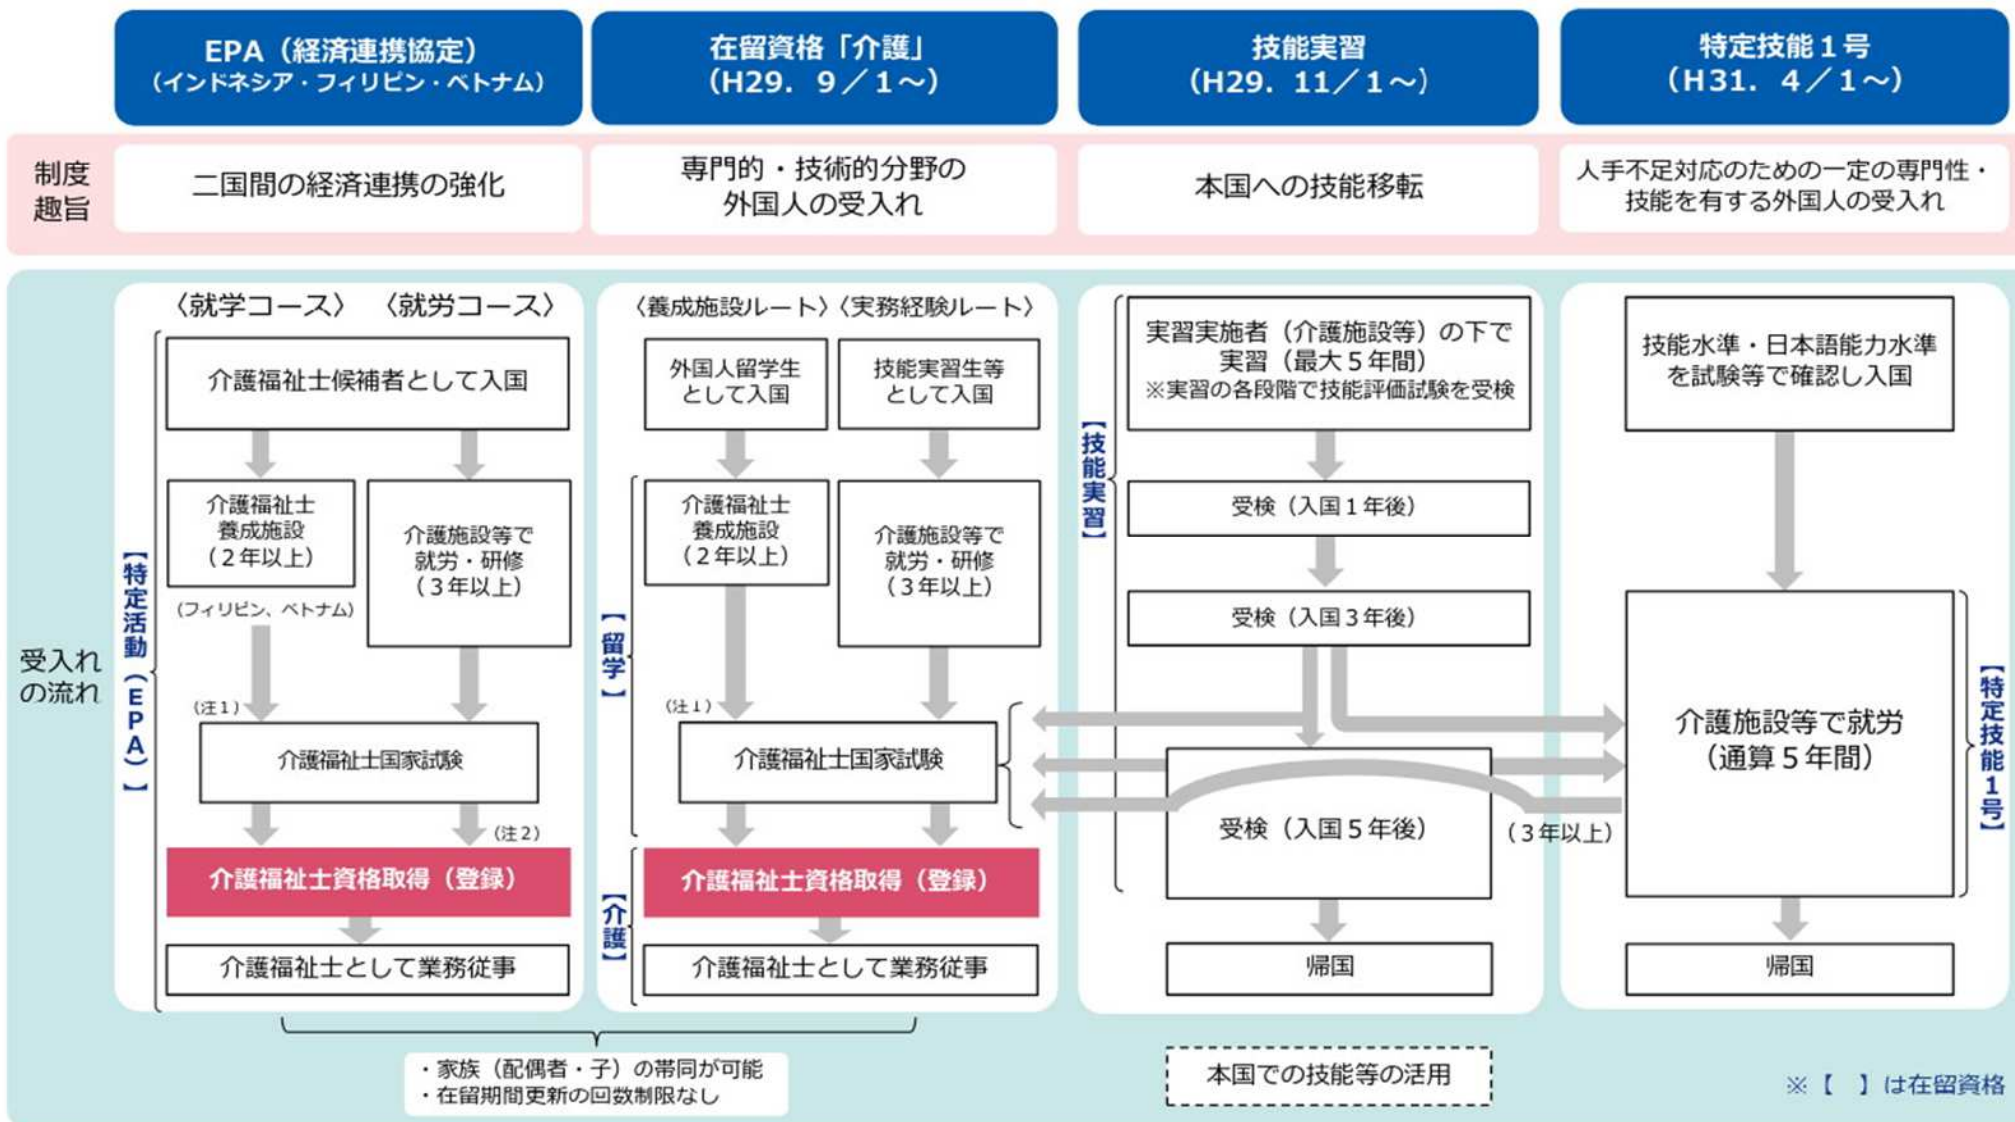 EPA（経済連携協定）
（インドネシア・フィリピン・ベトナム）
在留資格「介護」
（H29．９／１～）
技能実習
（H29．11／１～）
特定技能１号
（H31．４／１～）
制度
趣旨
二国間の経済連携の強化
専門的・技術的分野の
外国人の受入れ
本国への技能移転
人手不足対応のための一定の専門性・
技能を有する外国人の受入れ
受入れ
の流れ
〈就学コース〉
〈就労コース〉
【特定活動（EPA）】
介護福祉士候補者として入国
介護福祉士
養成施設
（２年以上）
（フィリピン、ベトナム）
介護施設等で
就労・研修
（３年以上）
（注１）
介護福祉士国家試験
（注２）
介護福祉士資格取得（登録）
介護福祉士として業務従事
〈養成施設ルート〉
〈実務経験ルート〉
外国人留学生
として入国
技能実習生等
として入国
【留学】
介護福祉士
養成施設
（２年以上）
介護施設等で
就労・研修
（３年以上）
（注１）
介護福祉士国家試験
【介護】
介護福祉士資格取得（登録）
介護福祉士として業務従事
・家族（配偶者・子）の帯同が可能
・在留期間更新の回数制限なし
【技能実習】
実習実施者（介護施設等）の下で
実習（最大５年間）
※実習の各段階で技能評価試験を受検
受検（入国１年後）
受検（入国３年後）
受検（入国５年後）
帰国
本国での技能等の活用
技能水準・日本語能力水準
を試験等で確認し入国
介護施設等で就労
（通算５年間）
【特定技能１号】
（３年以上）
帰国
※【　】は在留資格